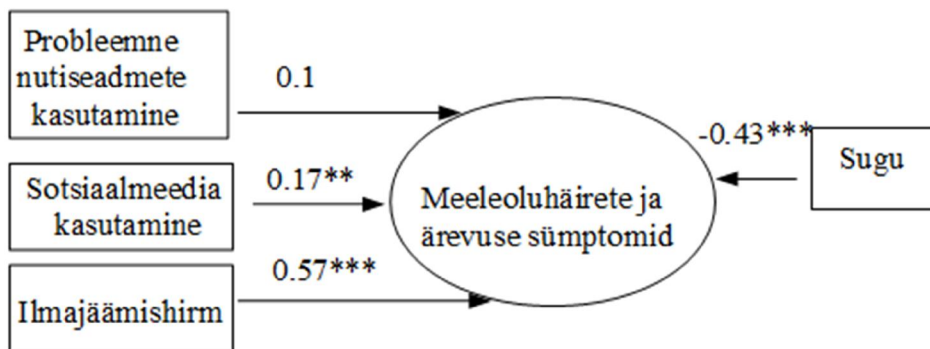 Probleemne
nutiseadmete
kasutamine
0.1
Sotsiaalmeedia
kasutamine
0.17**
Ilmajäämishirm
0.57***
Meeleoluhäirete ja
ärevuse sümptomid
-0.43***
Sugu